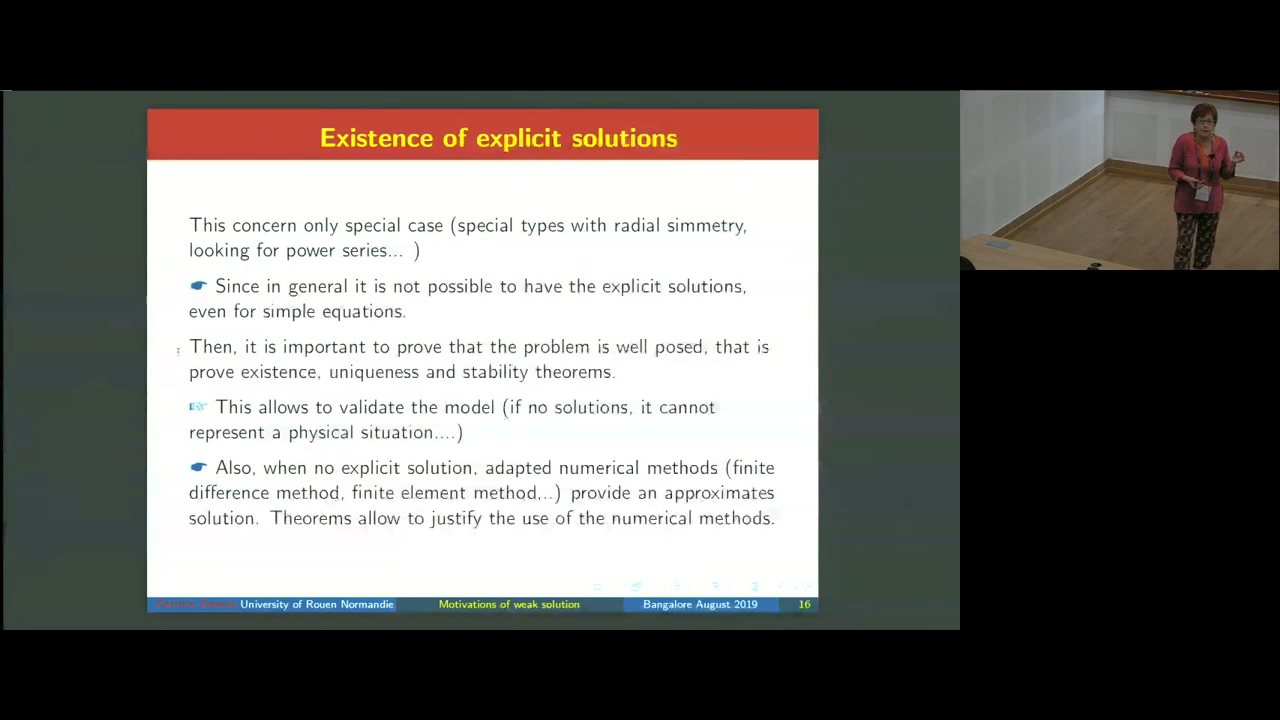 Existence of explicit solutions
This concern only special case (special types with radial simmetry,
looking for power series... )
Since in general it is not possible to have the explicit solutions,
even for simple equations.
Then, it is important to prove that the problem is well posed, that is
prove existence, uniqueness and stability theorems.
This allows to validate the model (if no solutions, it cannot
represent a physical situation....)
Also, when no explicit solution, adapted numerical methods (finite
difference method, finite element method,..) provide an approximates
solution. Theorems allow to justify the use of the numerical methods.
University of Rouen Normandie Motivations of weak solution Bangalore August 2019 16